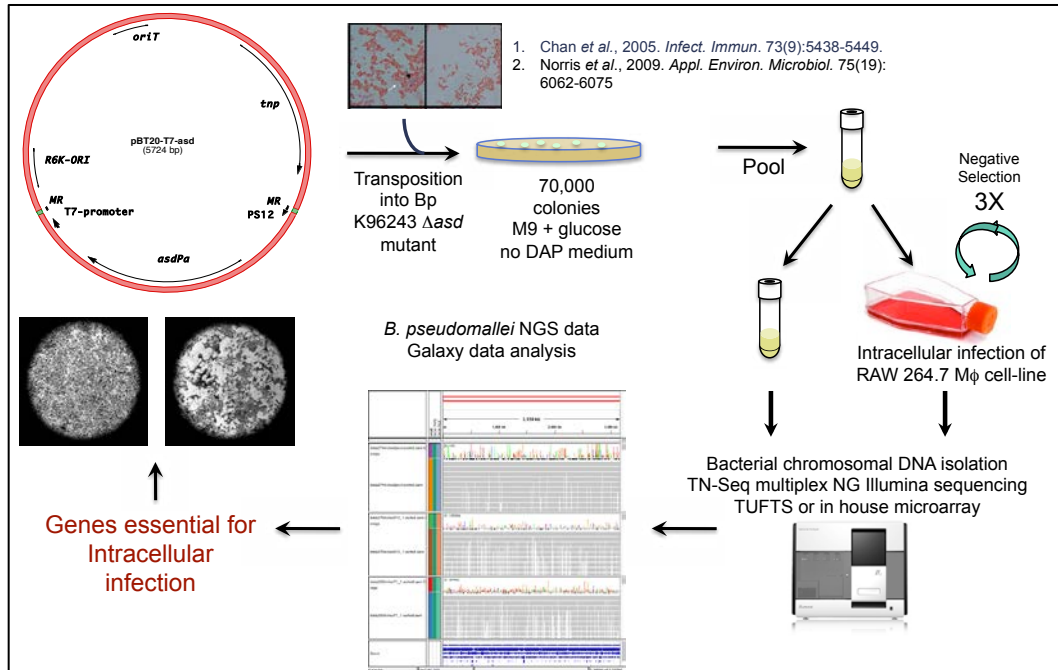 oriT
tnp
pBT20-T7-asd
(5724 bp)
R6K-ORI
MR
T7-promoter
MR
PS12
asdPa
1. Chan et al., 2005. Infect. Immun. 73(9):5438-5449.
2. Norris et al., 2009. Appl. Environ. Microbiol. 75(19):
6062-6075
Transposition
into Bp
K96243 Δasd
mutant
70,000
colonies
M9 + glucose
no DAP medium
Pool
Negative
Selection
3X
Intracellular infection of
RAW 264.7 Mϕ cell-line
Bacterial chromosomal DNA isolation
TN-Seq multiplex NG Illumina sequencing
TUFTS or in house microarray
B. pseudomallei NGS data
Galaxy data analysis
Genes essential for
Intracellular
infection